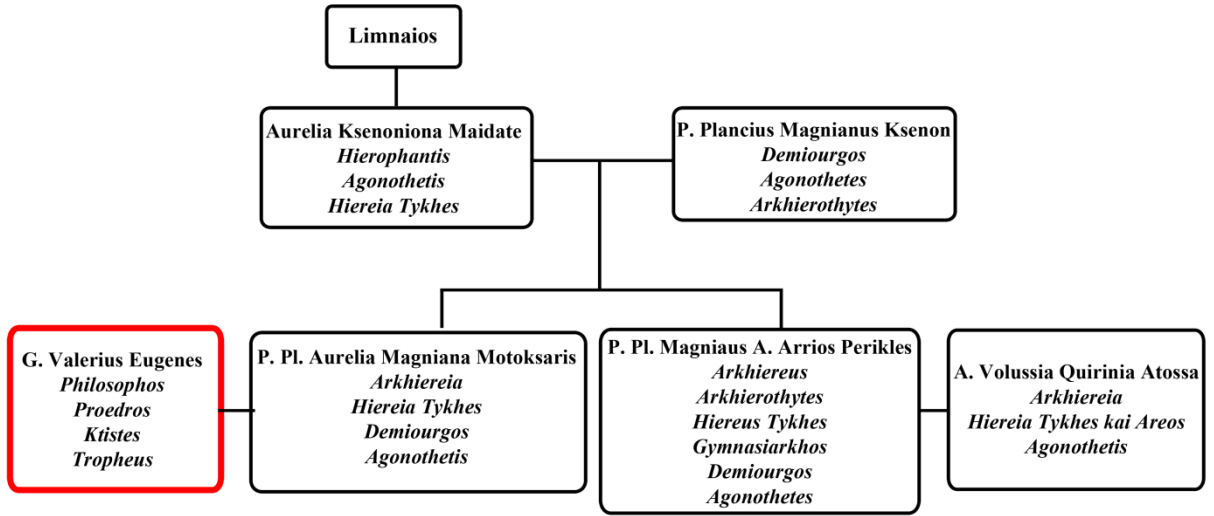 Limnaios
Aurelia Ksenoniona Maidate
Hierophantis
Agonothetis
Hiereia Tykhes
P. Plancius Magnianus Ksenon
Demiourgos
Agonothetes
Arkhierothytes
G. Valerius Eugenes
Philosophos
Proedros
Ktistes
Tropheus
P. Pl. Aurelia Magniana Motoksaris
Arkhiereia
Hiereia Tykhes
Demiourgos
Agonothetis
P. Pl. Magniaus A. Arrios Perikles
Arkhiereus
Arkhierothytes
Hiereus Tykhes
Gymnasiarkhos
Demiourgos
Agonothetes
A. Volussia Quirinia Atossa
Arkhiereia
Hiereia Tykhes kai Areos
Agonothetis